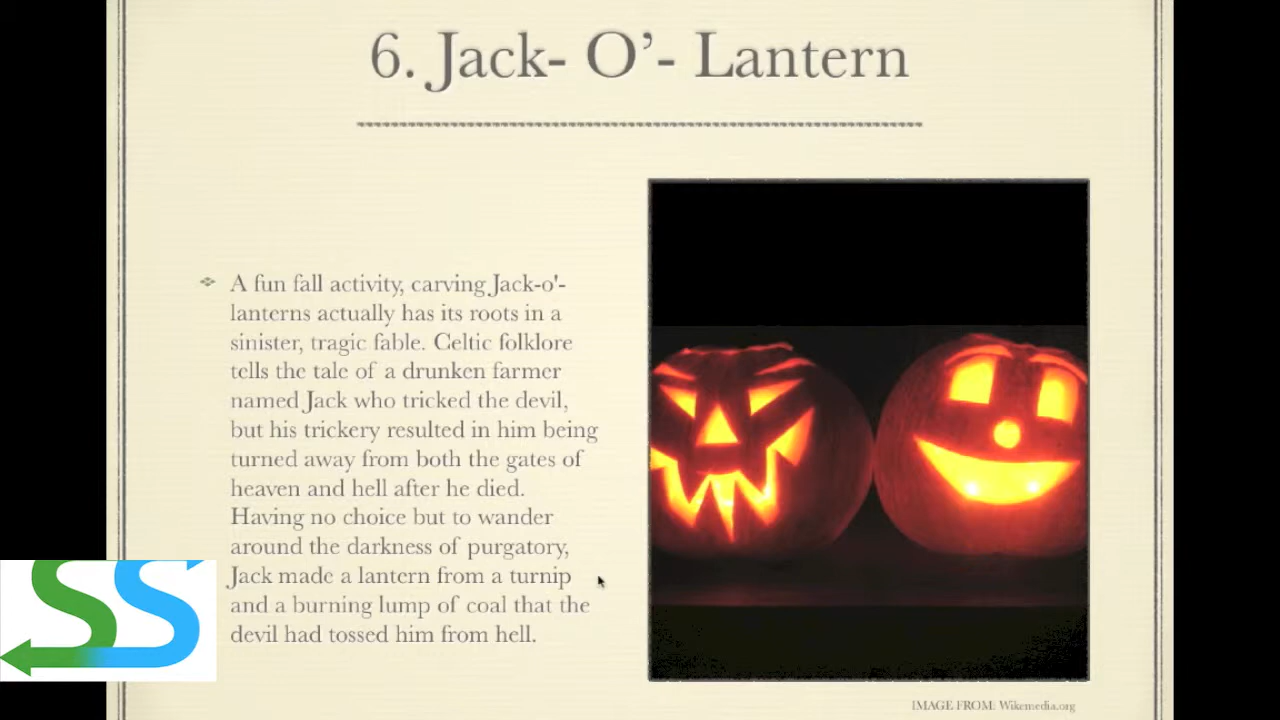 6. Jack- O’- Lantern
A fun fall activity, carving Jack-o'-
lanterns actually has its roots in a
sinister, tragic fable. Celtic folklore
tells the tale of a drunken farmer
named Jack who tricked the devil,
but his trickery resulted in him being
turned away from both the gates of
heaven and hell after he died.
Having no choice but to wander
around the darkness of purgatory,
Jack made a lantern from a turnip
and a burning lump of coal that the
devil had tossed him from hell.
SS
IMAGE FROM: Wikemedia.org